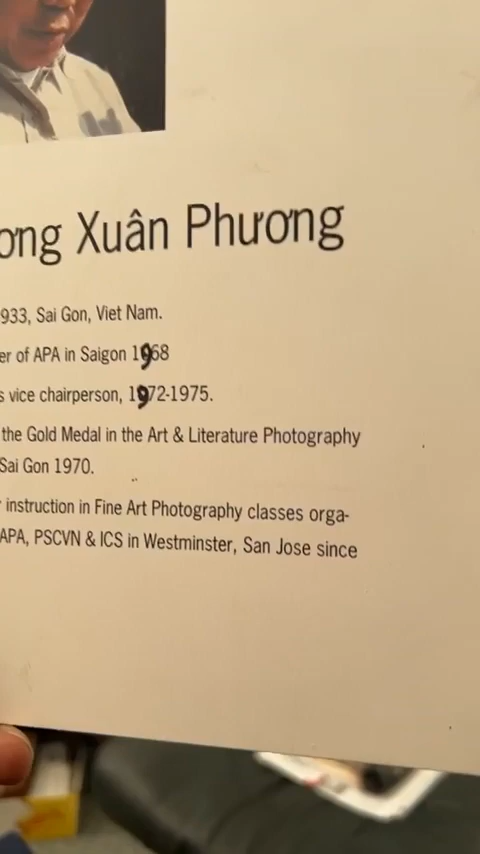 ơng Xuân Phương
933, Sai Gon, Viet Nam.
er of APA in Saigon 1968
s vice chairperson, 1972-1975.
the Gold Medal in the Art & Literature Photography
Sai Gon 1970.
instruction in Fine Art Photography classes orga-
APA, PSCVN & ICS in Westminster, San Jose since